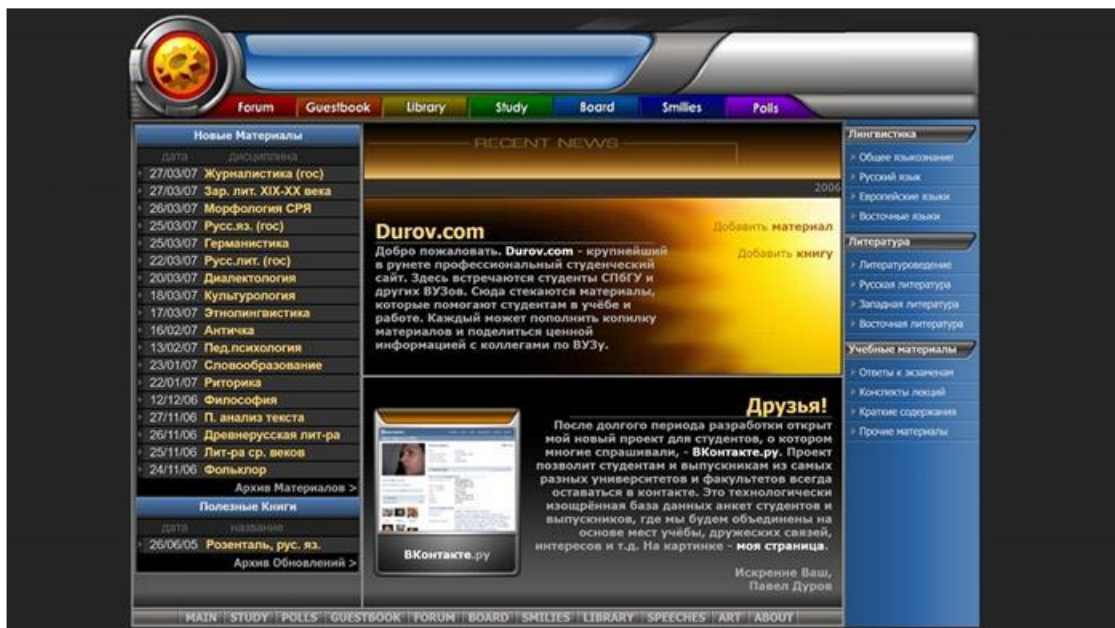 Forum Guestbook Library Study Board Smilies Polls
Новые Материалы
дата дисциплина
27/03/07 Журналистика (гос)
27/03/07 Зар. лит. XIX-XX века
26/03/07 Морфология СРЯ
25/03/07 Русс.яз. (гос)
25/03/07 Германистика
22/03/07 Русс.лит. (гос)
20/03/07 Диалектология
18/03/07 Культурология
17/03/07 Этнолингвистика
16/02/07 Античка
13/02/07 Пед.психология
23/01/07 Словообразование
22/01/07 Риторика
12/12/06 Философия
27/11/06 П. анализ текста
26/11/06 Древнерусская лит-ра
25/11/06 Лит-ра ср. веков
24/11/06 Фольклор
Архив Материалов >
Полезные Книги
дата название
26/06/05 Розенталь, рус. яз.
Архив Обновлений >
RECENT NEWS
2006
Durov.com
Добавить материал
Добавить книгу
Добро пожаловать. Durov.com - крупнейший
в рунете профессиональный студенческий
сайт. Здесь встречаются студенты СПбГУ и
других ВУЗов. Сюда стекаются материалы,
которые помогают студентам в учёбе и
работе. Каждый может пополнить копилку
материалов и поделиться ценной
информацией с коллегами по ВУЗу.
Друзья!
После долгого периода разработки открыт
мой новый проект для студентов, о котором
многие спрашивали, - ВКонтакте.ру. Проект
позволит студентам и выпускникам из самых
разных университетов и факультетов всегда
оставаться в контакте. Это технологически
изощрённая база данных анкет студентов и
выпускников, где мы будем объединены на
основе мест учёбы, дружеских связей,
интересов и т.д. На картинке - моя страница.
Искренне Ваш,
Павел Дуров
ВКонтакте.ру
Лингвистика
Общее языкознание
Русский язык
Европейские языки
Восточные языки
Литература
Литературоведение
Русская литература
Западная литература
Восточная литература
Учебные материалы
Ответы к экзаменам
Конспекты лекций
Краткие содержания
Прочие материалы
MAIN STUDY POLLS GUESTBOOK FORUM BOARD SMILIES LIBRARY SPEECHES ART ABOUT